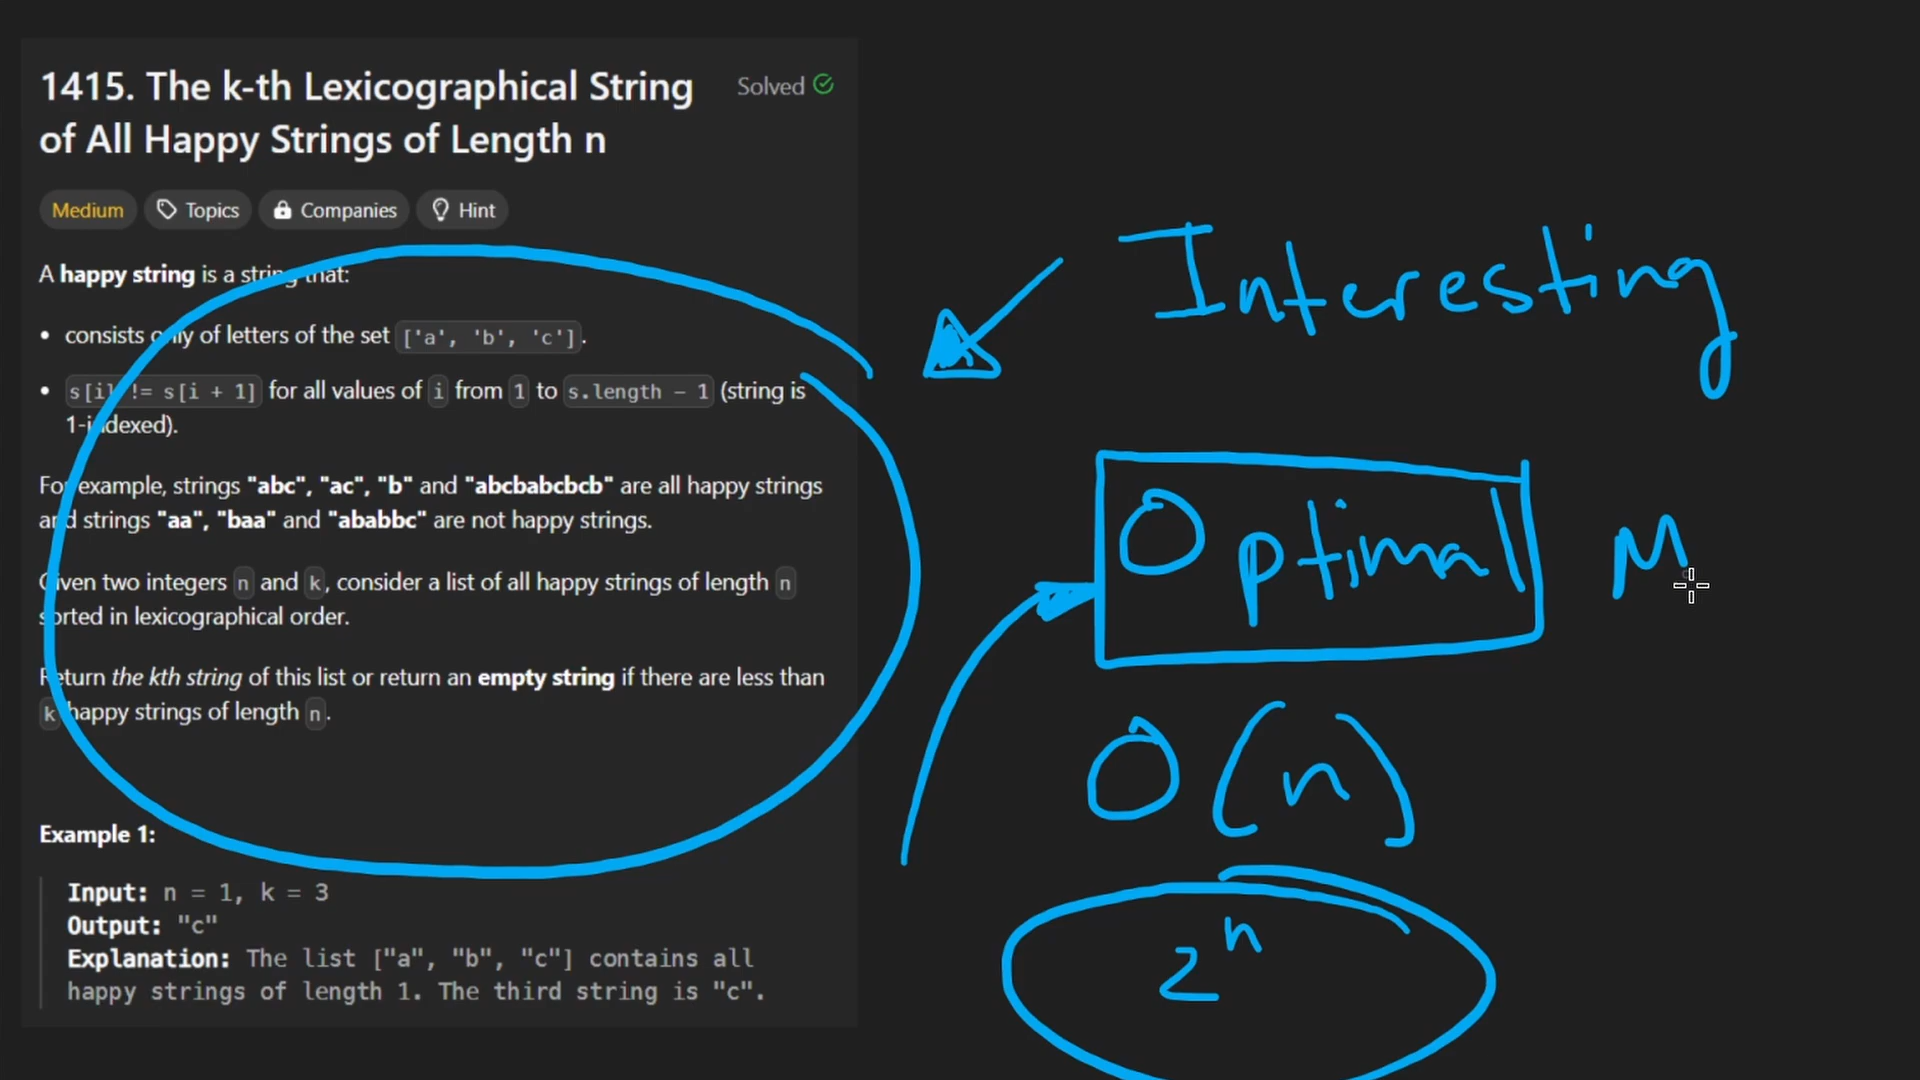 1415. The k-th Lexicographical String
of All Happy Strings of Length n
Solved
Medium Topics Companies Hint
A happy string is a string that:
• consists only of letters of the set ['a', 'b', 'c'].
• s[i] != s[i + 1] for all values of i from 1 to s.length - 1 (string is
1-indexed).
For example, strings "abc", "ac", "b" and "abcbabcbcb" are all happy strings
and strings "aa", "baa" and "ababbc" are not happy strings.
Given two integers n and k, consider a list of all happy strings of length n
sorted in lexicographical order.
Return the kth string of this list or return an empty string if there are less than
k happy strings of length n.
Example 1:
Input: n = 1, k = 3
Output: "c"
Explanation: The list ["a", "b", "c"] contains all
happy strings of length 1. The third string is "c".
Interesting
Optimal M
O(n)
2^n